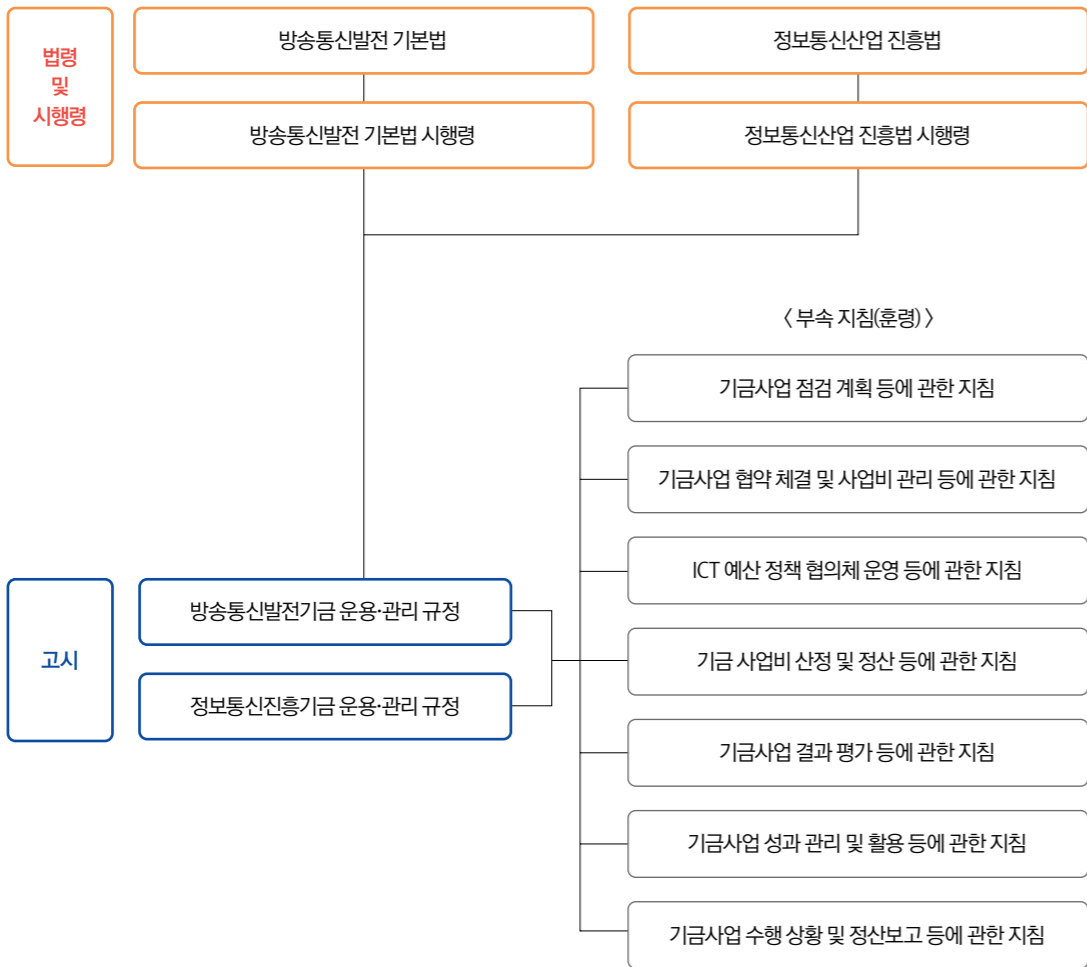 법령
및
시행령
방송통신발전 기본법
정보통신산업 진흥법
방송통신발전 기본법 시행령
정보통신산업 진흥법 시행령
〈 부속 지침(훈령) 〉
기금사업 점검 계획 등에 관한 지침
기금사업 협약 체결 및 사업비 관리 등에 관한 지침
ICT 예산 정책 협의체 운영 등에 관한 지침
고시
방송통신발전기금 운용·관리 규정
정보통신진흥기금 운용·관리 규정
기금 사업비 산정 및 정산 등에 관한 지침
기금사업 결과 평가 등에 관한 지침
기금사업 성과 관리 및 활용 등에 관한 지침
기금사업 수행 상황 및 정산보고 등에 관한 지침